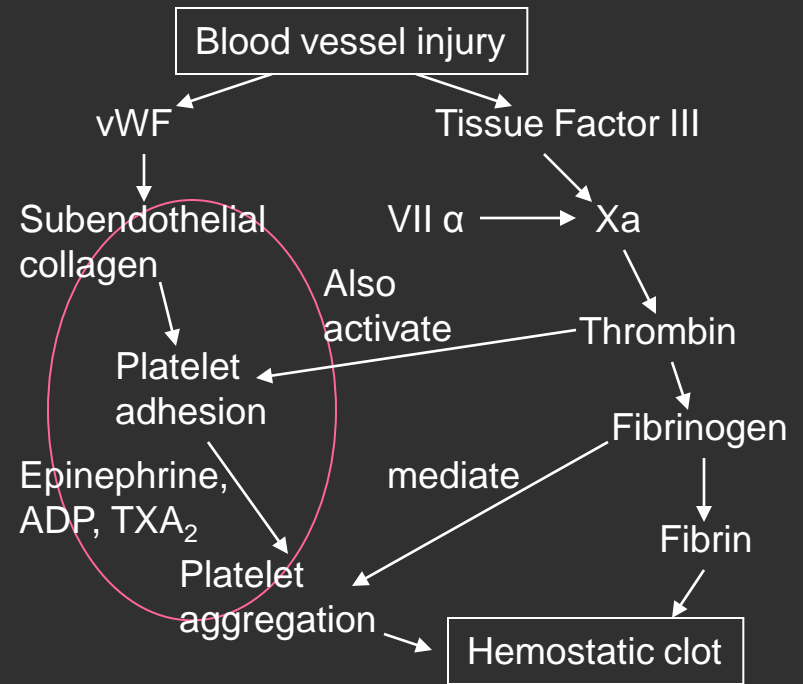 Blood vessel injury
vWF
Tissue Factor III
Subendothelial
collagen
VII α
Xa
Also
activate
Thrombin
Platelet
adhesion
Fibrinogen
Epinephrine,
ADP, TXA₂
mediate
Fibrin
Platelet
aggregation
Hemostatic clot